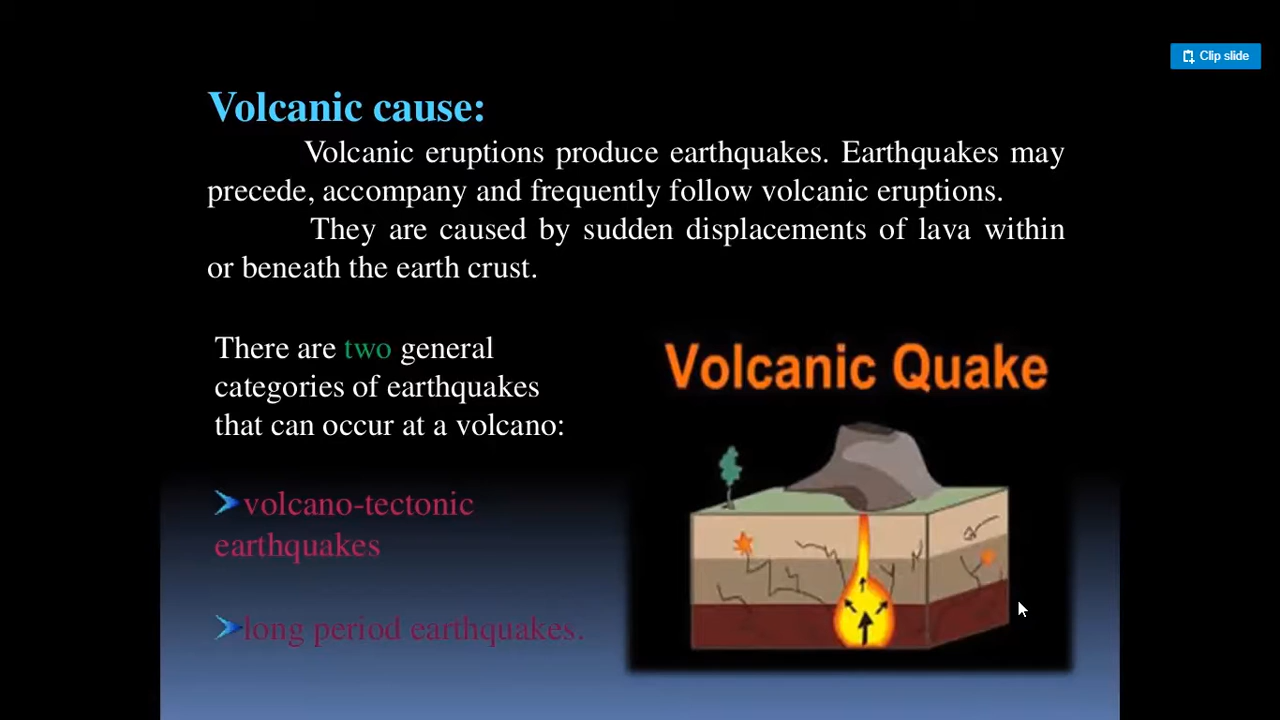 Clip slide
Volcanic cause:
Volcanic eruptions produce earthquakes. Earthquakes may
precede, accompany and frequently follow volcanic eruptions.
They are caused by sudden displacements of lava within
or beneath the earth crust.
There are two general
categories of earthquakes
that can occur at a volcano:
volcano-tectonic
earthquakes
long period earthquakes.
Volcanic Quake